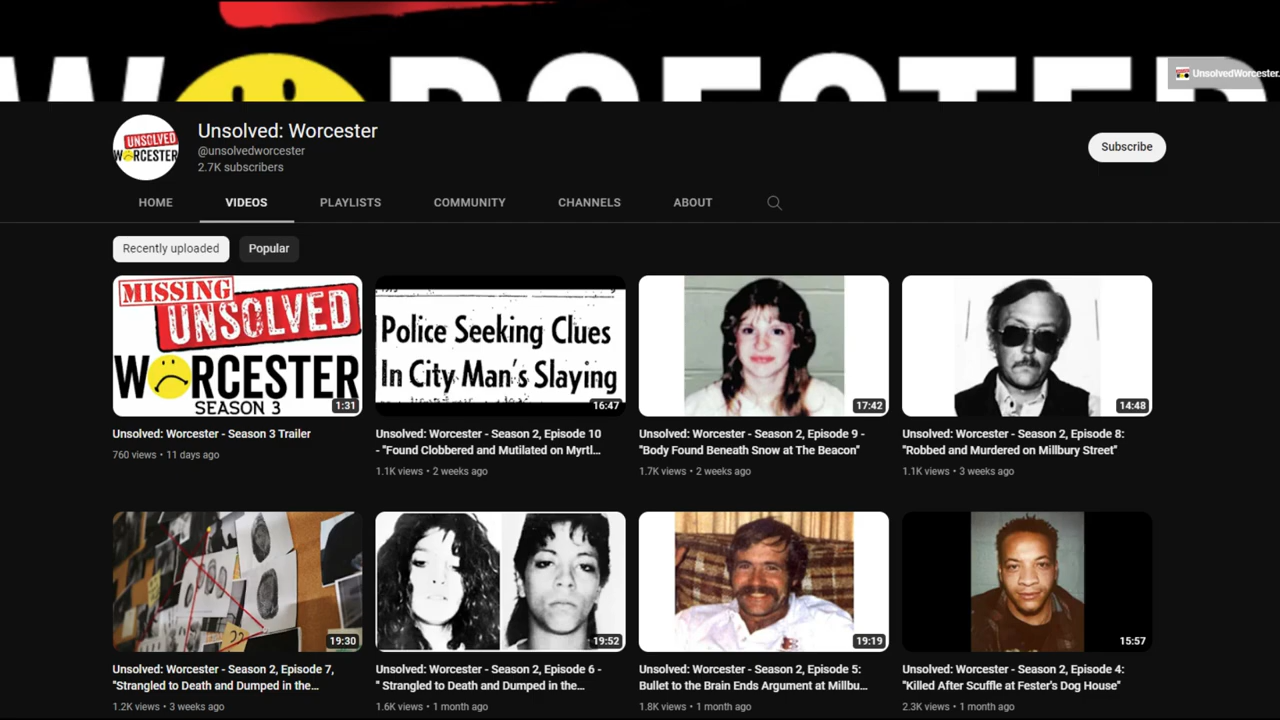 WORCESTER
UnsolvedWorcester.
UNSOLVED
WORCESTER
Unsolved: Worcester
@unsolvedworcester
2.7K subscribers
Subscribe
HOME VIDEOS PLAYLISTS COMMUNITY CHANNELS ABOUT
Recently uploaded Popular
MISSING
UNSOLVED
WORCESTER
SEASON 3
1:31
Police Seeking Clues
In City Man's Slaying
16:47
17:42
14:48
Unsolved: Worcester - Season 3 Trailer
760 views • 11 days ago
Unsolved: Worcester - Season 2, Episode 10
- "Found Clobbered and Mutilated on Myrtl...
1.1K views • 2 weeks ago
Unsolved: Worcester - Season 2, Episode 9 -
"Body Found Beneath Snow at The Beacon"
1.7K views • 2 weeks ago
Unsolved: Worcester - Season 2, Episode 8:
"Robbed and Murdered on Millbury Street"
1.1K views • 3 weeks ago
19:30
19:52
19:19
15:57
Unsolved: Worcester - Season 2, Episode 7,
"Strangled to Death and Dumped in the...
1.2K views • 3 weeks ago
Unsolved: Worcester - Season 2, Episode 6 -
" Strangled to Death and Dumped in the...
1.6K views • 1 month ago
Unsolved: Worcester - Season 2, Episode 5:
Bullet to the Brain Ends Argument at Millbu...
1.8K views • 1 month ago
Unsolved: Worcester - Season 2, Episode 4:
"Killed After Scuffle at Fester's Dog House"
2.3K views • 1 month ago